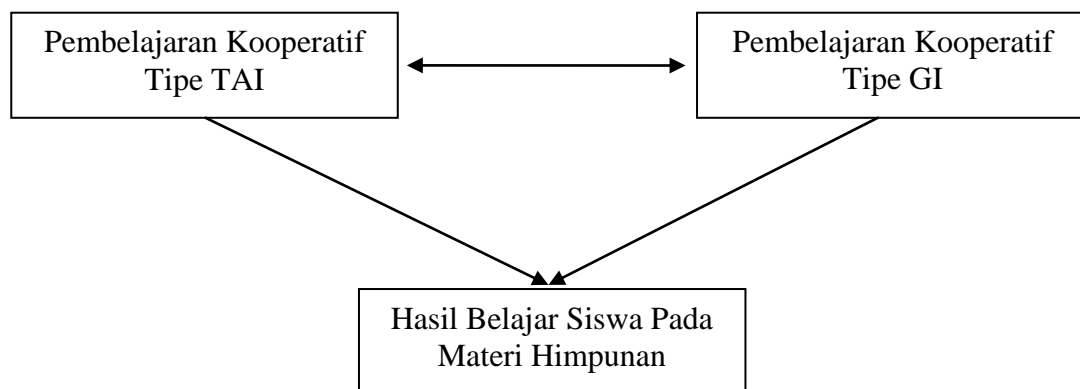 Pembelajaran Kooperatif
Tipe TAI
Pembelajaran Kooperatif
Tipe GI
Hasil Belajar Siswa Pada
Materi Himpunan